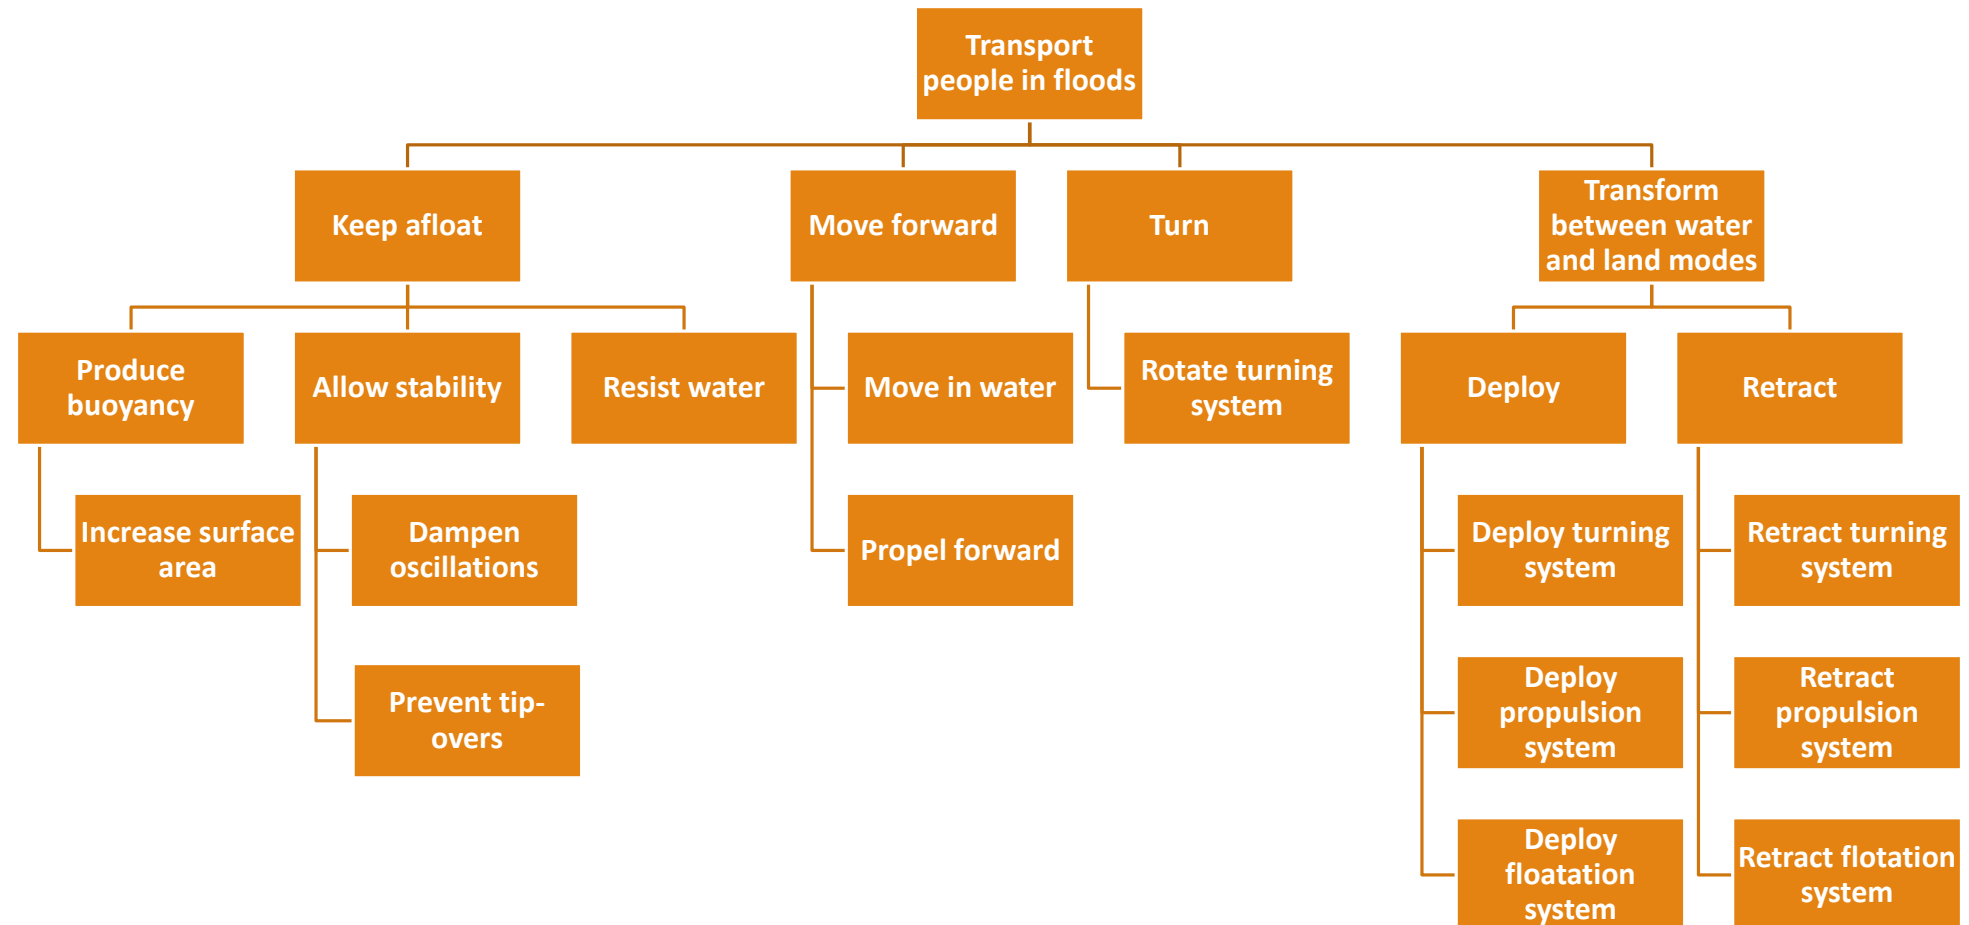 Transport
people in floods
Keep afloat
Move forward
Turn
Transform
between water
and land modes
Produce
buoyancy
Allow stability
Resist water
Move in water
Rotate turning
system
Deploy
Retract
Increase surface
area
Dampen
oscillations
Propel forward
Deploy turning
system
Retract turning
system
Prevent tip-
overs
Deploy
propulsion
system
Retract
propulsion
system
Deploy
floatation
system
Retract flotation
system